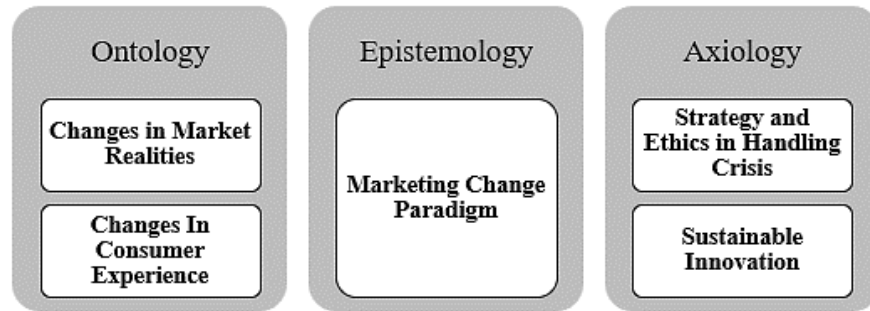 Ontology
Changes in Market
Realities
Changes In
Consumer
Experience
Epistemology
Marketing Change
Paradigm
Axiology
Strategy and
Ethics in Handling
Crisis
Sustainable
Innovation